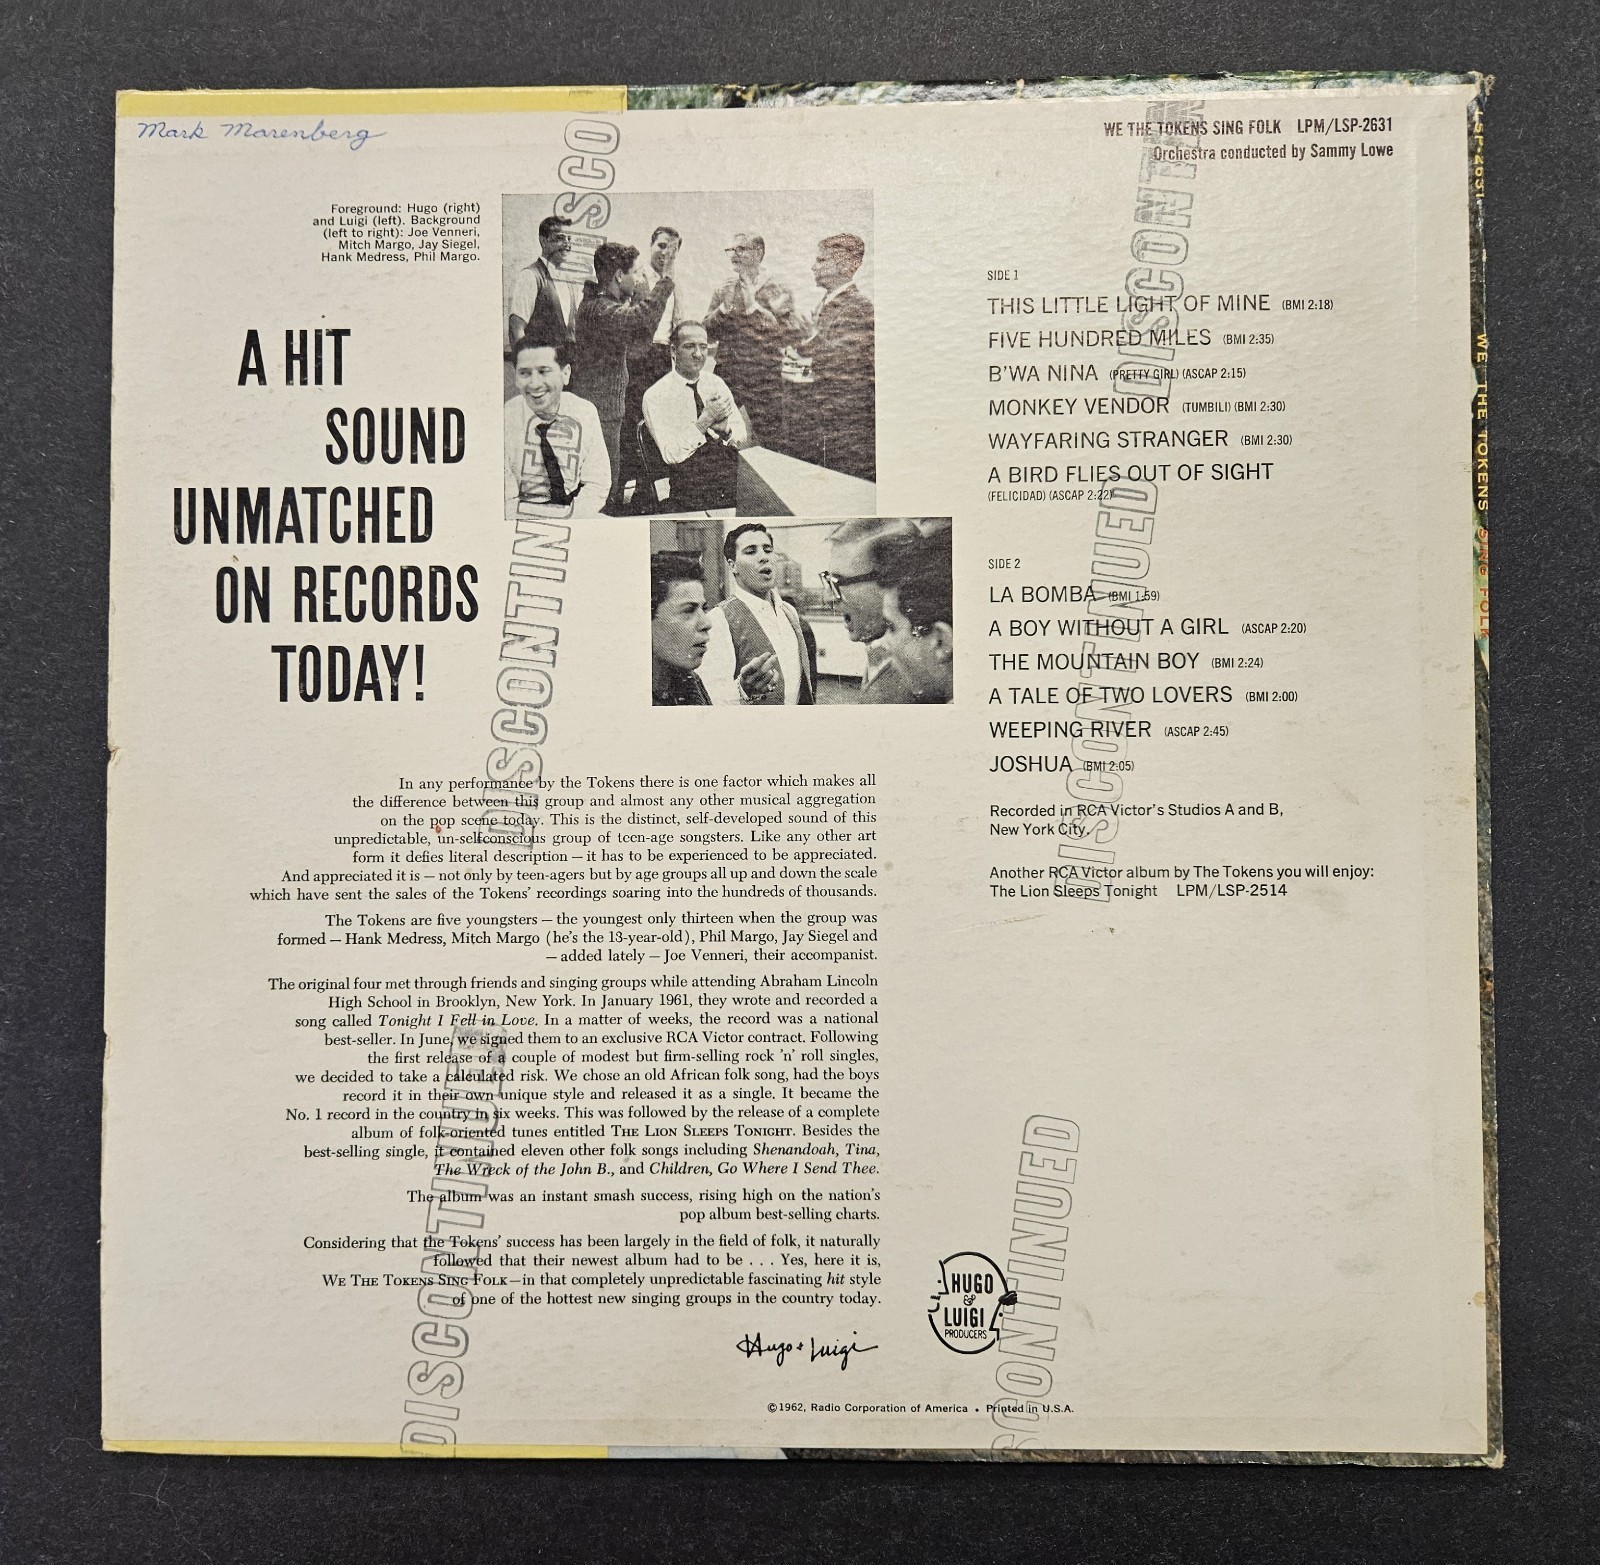 Mark Marenberg
WE THE TOKENS SING FOLK LPM/LSP-2631
Orchestra conducted by Sammy Lowe
Foreground: Hugo (right)
and Luigi (left). Background
(left to right): Joe Venneri,
Mitch Margo, Jay Siegel,
Hank Medress, Phil Margo.
A HIT
SOUND
UNMATCHED
ON RECORDS
TODAY!
SIDE 1
THIS LITTLE LIGHT OF MINE (BMI 2:18)
FIVE HUNDRED MILES (BMI 2:35)
B'WA NINA (PRETTY GIRL) (ASCAP 2:15)
MONKEY VENDOR (TUMBILI) (BMI 2:30)
WAYFARING STRANGER (BMI 2:30)
A BIRD FLIES OUT OF SIGHT
(FELICIDAD) (ASCAP 2:22)
SIDE 2
LA BOMBA (BMI 1:59)
A BOY WITHOUT A GIRL (ASCAP 2:20)
THE MOUNTAIN BOY (BMI 2:24)
A TALE OF TWO LOVERS (BMI 2:00)
WEEPING RIVER (ASCAP 2:45)
JOSHUA (BMI 2:05)
Recorded in RCA Victor's Studios A and B,
New York City.
Another RCA Victor album by The Tokens you will enjoy:
The Lion Sleeps Tonight LPM/LSP-2514
In any performance by the Tokens there is one factor which makes all
the difference between this group and almost any other musical aggregation
on the pop scene today. This is the distinct, self-developed sound of this
unpredictable, un-selfconscious group of teen-age songsters. Like any other art
form it defies literal description — it has to be experienced to be appreciated.
And appreciated it is — not only by teen-agers but by age groups all up and down the scale
which have sent the sales of the Tokens' recordings soaring into the hundreds of thousands.
The Tokens are five youngsters — the youngest only thirteen when the group was
formed — Hank Medress, Mitch Margo (he's the 13-year-old), Phil Margo, Jay Siegel and
— added lately — Joe Venneri, their accompanist.
The original four met through friends and singing groups while attending Abraham Lincoln
High School in Brooklyn, New York. In January 1961, they wrote and recorded a
song called Tonight I Fell in Love. In a matter of weeks, the record was a national
best-seller. In June, we signed them to an exclusive RCA Victor contract. Following
the first release of a couple of modest but firm-selling rock 'n' roll singles,
we decided to take a calculated risk. We chose an old African folk song, had the boys
record it in their own unique style and released it as a single. It became the
No. 1 record in the country in six weeks. This was followed by the release of a complete
album of folk-oriented tunes entitled THE LION SLEEPS TONIGHT. Besides the
best-selling single, it contained eleven other folk songs including Shenandoah, Tina,
The Wreck of the John B., and Children, Go Where I Send Thee.
The album was an instant smash success, rising high on the nation's
pop album best-selling charts.
Considering that the Tokens' success has been largely in the field of folk, it naturally
followed that their newest album had to be . . . Yes, here it is,
WE THE TOKENS SING FOLK—in that completely unpredictable fascinating hit style
of one of the hottest new singing groups in the country today.
Hugo + Luigi
HUGO
&
LUIGI
PRODUCERS
©1962, Radio Corporation of America • Printed in U.S.A.
DISCO
DISCONTINUED
DISCONTINUED
DISCONTIN
DISCONTINUED
SCONTINUED
LSP-2631 WE THE TOKENS SING FOLK